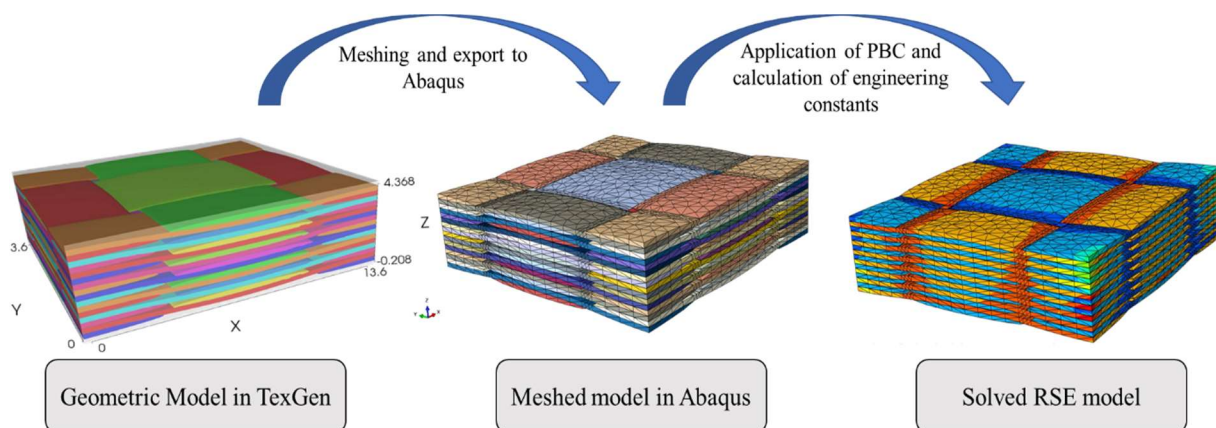 Meshing and export to
Abaqus
Application of PBC and
calculation of engineering
constants
4.368
Z
3.6
-0.208
13.6
Y
X
0
0
Geometric Model in TexGen
Meshed model in Abaqus
Solved RSE model